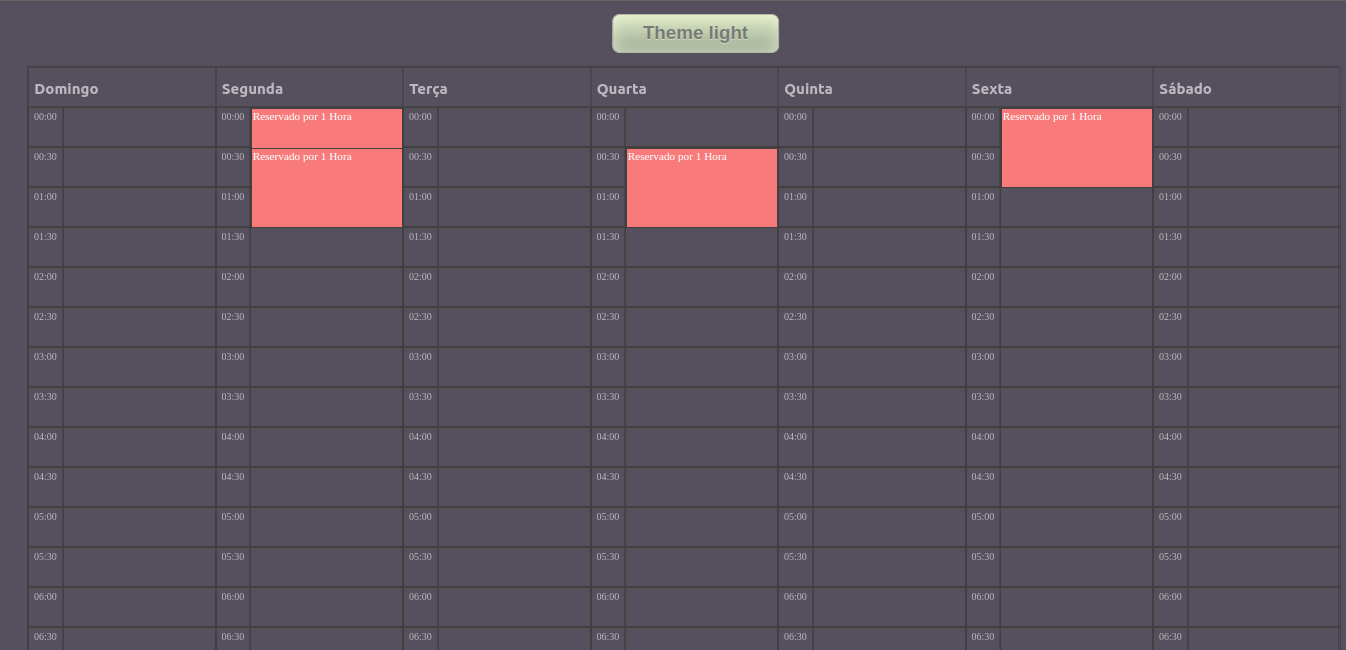 Theme light
Domingo Segunda Terça Quarta Quinta Sexta Sábado
00:00 00:00 Reservado por 1 Hora 00:00 00:00 00:00 00:00 Reservado por 1 Hora 00:00
00:30 00:30 Reservado por 1 Hora 00:30 00:30 Reservado por 1 Hora 00:30 00:30 00:30
01:00 01:00 01:00 01:00 01:00 01:00 01:00
01:30 01:30 01:30 01:30 01:30 01:30 01:30
02:00 02:00 02:00 02:00 02:00 02:00 02:00
02:30 02:30 02:30 02:30 02:30 02:30 02:30
03:00 03:00 03:00 03:00 03:00 03:00 03:00
03:30 03:30 03:30 03:30 03:30 03:30 03:30
04:00 04:00 04:00 04:00 04:00 04:00 04:00
04:30 04:30 04:30 04:30 04:30 04:30 04:30
05:00 05:00 05:00 05:00 05:00 05:00 05:00
05:30 05:30 05:30 05:30 05:30 05:30 05:30
06:00 06:00 06:00 06:00 06:00 06:00 06:00
06:30 06:30 06:30 06:30 06:30 06:30 06:30